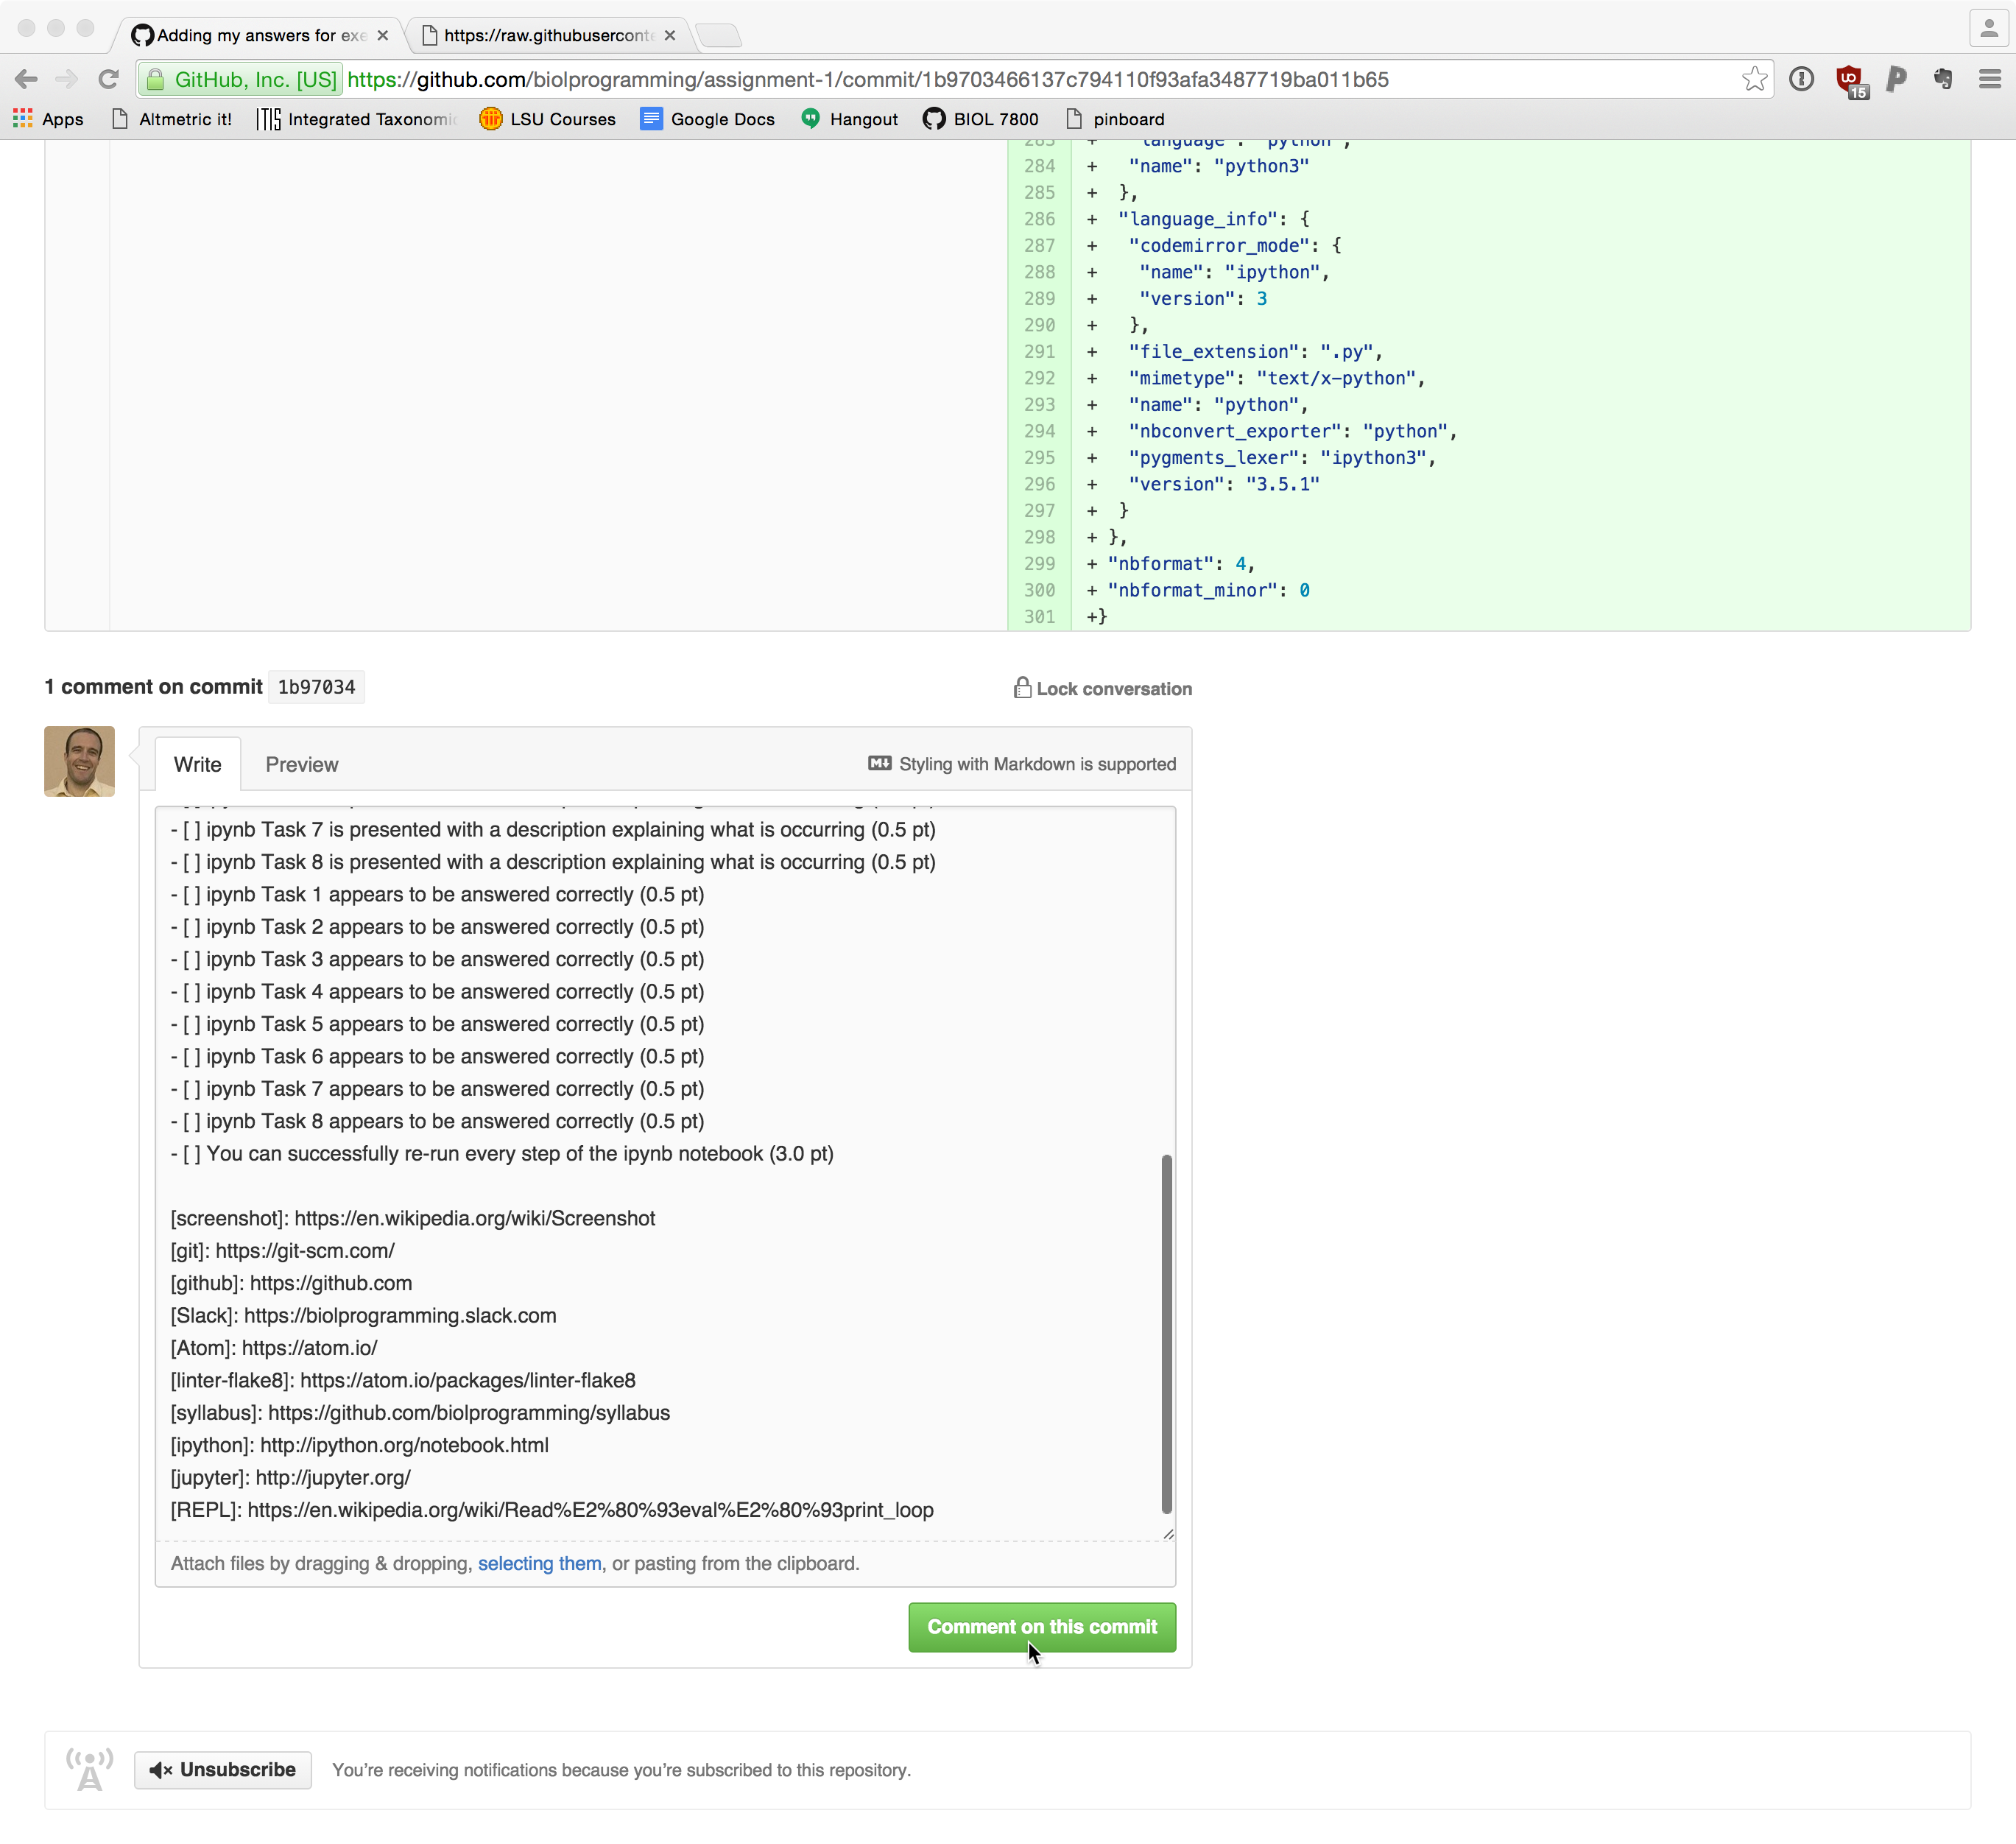 Adding my answers for exe
https://raw.githubuserconte
GitHub, Inc. [US] https://github.com/biolprogramming/assignment-1/commit/1b9703466137c794110f93afa3487719ba011b65
15
Apps Altmetric it! ITIS Integrated Taxonomic LSU Courses Google Docs Hangout BIOL 7800 pinboard
283 + "language": "python",
284 + "name": "python3"
285 + },
286 + "language_info": {
287 + "codemirror_mode": {
288 + "name": "ipython",
289 + "version": 3
290 + },
291 + "file_extension": ".py",
292 + "mimetype": "text/x-python",
293 + "name": "python",
294 + "nbconvert_exporter": "python",
295 + "pygments_lexer": "ipython3",
296 + "version": "3.5.1"
297 + }
298 + },
299 + "nbformat": 4,
300 + "nbformat_minor": 0
301 +}
1 comment on commit 1b97034
Lock conversation
Write Preview
Styling with Markdown is supported
- [ ] ipynb Task 7 is presented with a description explaining what is occurring (0.5 pt)
- [ ] ipynb Task 8 is presented with a description explaining what is occurring (0.5 pt)
- [ ] ipynb Task 1 appears to be answered correctly (0.5 pt)
- [ ] ipynb Task 2 appears to be answered correctly (0.5 pt)
- [ ] ipynb Task 3 appears to be answered correctly (0.5 pt)
- [ ] ipynb Task 4 appears to be answered correctly (0.5 pt)
- [ ] ipynb Task 5 appears to be answered correctly (0.5 pt)
- [ ] ipynb Task 6 appears to be answered correctly (0.5 pt)
- [ ] ipynb Task 7 appears to be answered correctly (0.5 pt)
- [ ] ipynb Task 8 appears to be answered correctly (0.5 pt)
- [ ] You can successfully re-run every step of the ipynb notebook (3.0 pt)
[screenshot]: https://en.wikipedia.org/wiki/Screenshot
[git]: https://git-scm.com/
[github]: https://github.com
[Slack]: https://biolprogramming.slack.com
[Atom]: https://atom.io/
[linter-flake8]: https://atom.io/packages/linter-flake8
[syllabus]: https://github.com/biolprogramming/syllabus
[ipython]: http://ipython.org/notebook.html
[jupyter]: http://jupyter.org/
[REPL]: https://en.wikipedia.org/wiki/Read%E2%80%93eval%E2%80%93print_loop
Attach files by dragging & dropping, selecting them, or pasting from the clipboard.
Comment on this commit
Unsubscribe
You're receiving notifications because you're subscribed to this repository.